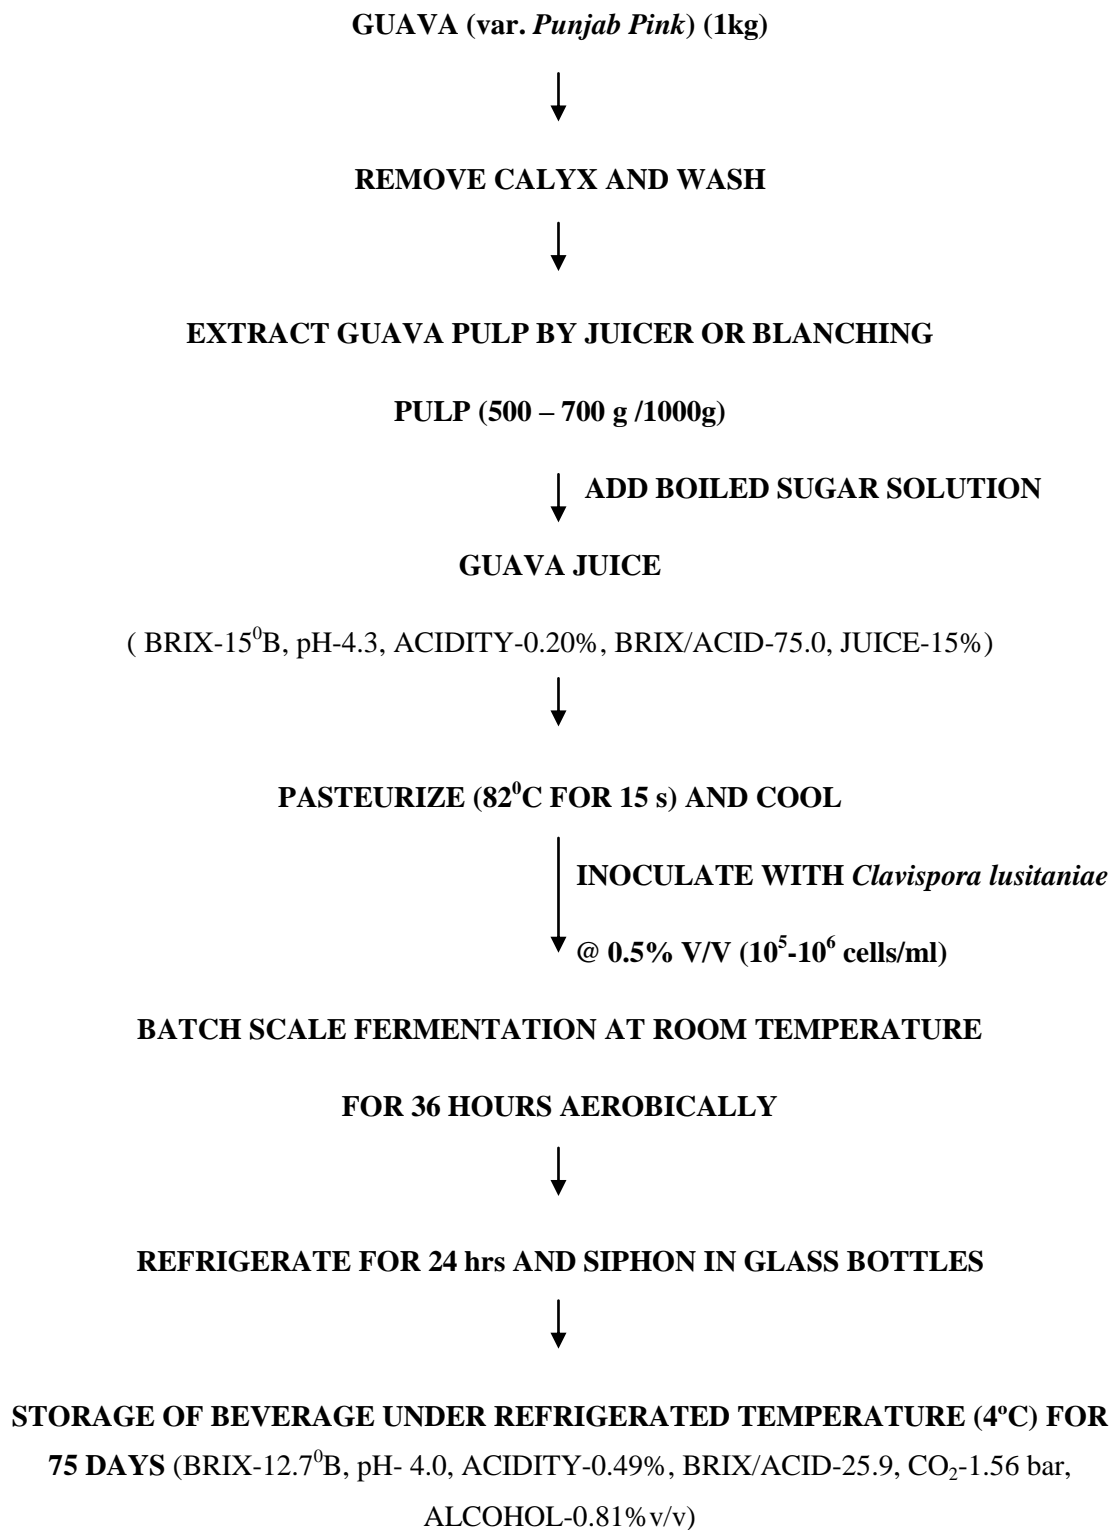 GUAVA (var. Punjab Pink) (1kg)
REMOVE CALYX AND WASH
EXTRACT GUAVA PULP BY JUICER OR BLANCHING
PULP (500 – 700 g /1000g)
ADD BOILED SUGAR SOLUTION
GUAVA JUICE
( BRIX-15⁰B, pH-4.3, ACIDITY-0.20%, BRIX/ACID-75.0, JUICE-15%)
PASTEURIZE (82⁰C FOR 15 s) AND COOL
INOCULATE WITH Clavispora lusitaniae
@ 0.5% V/V (10⁵-10⁶ cells/ml)
BATCH SCALE FERMENTATION AT ROOM TEMPERATURE
FOR 36 HOURS AEROBICALLY
REFRIGERATE FOR 24 hrs AND SIPHON IN GLASS BOTTLES
STORAGE OF BEVERAGE UNDER REFRIGERATED TEMPERATURE (4ºC) FOR
75 DAYS (BRIX-12.7⁰B, pH- 4.0, ACIDITY-0.49%, BRIX/ACID-25.9, CO₂-1.56 bar,
ALCOHOL-0.81%v/v)